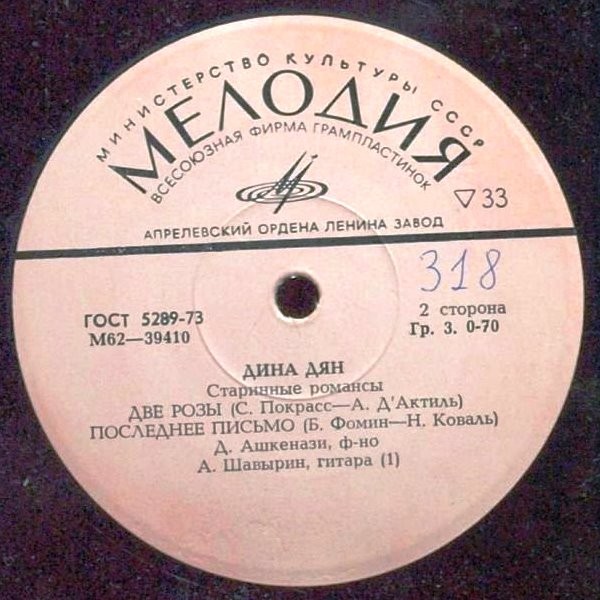 МИНИСТЕРСТВО КУЛЬТУРЫ СССР
МЕЛОДИЯ
ВСЕСОЮЗНАЯ ФИРМА ГРАМПЛАСТИНОК
▽ 33
АПРЕЛЕВСКИЙ ОРДЕНА ЛЕНИНА ЗАВОД
318
ГОСТ 5289-73
М62—39410
2 сторона
Гр. 3. 0-70
ДИНА ДЯН
Старинные романсы
ДВЕ РОЗЫ (С. Покрасс—А. Д'Актиль)
ПОСЛЕДНЕЕ ПИСЬМО (Б. Фомин—Н. Коваль)
Д. Ашкенази, ф-но
А. Шавырин, гитара (1)